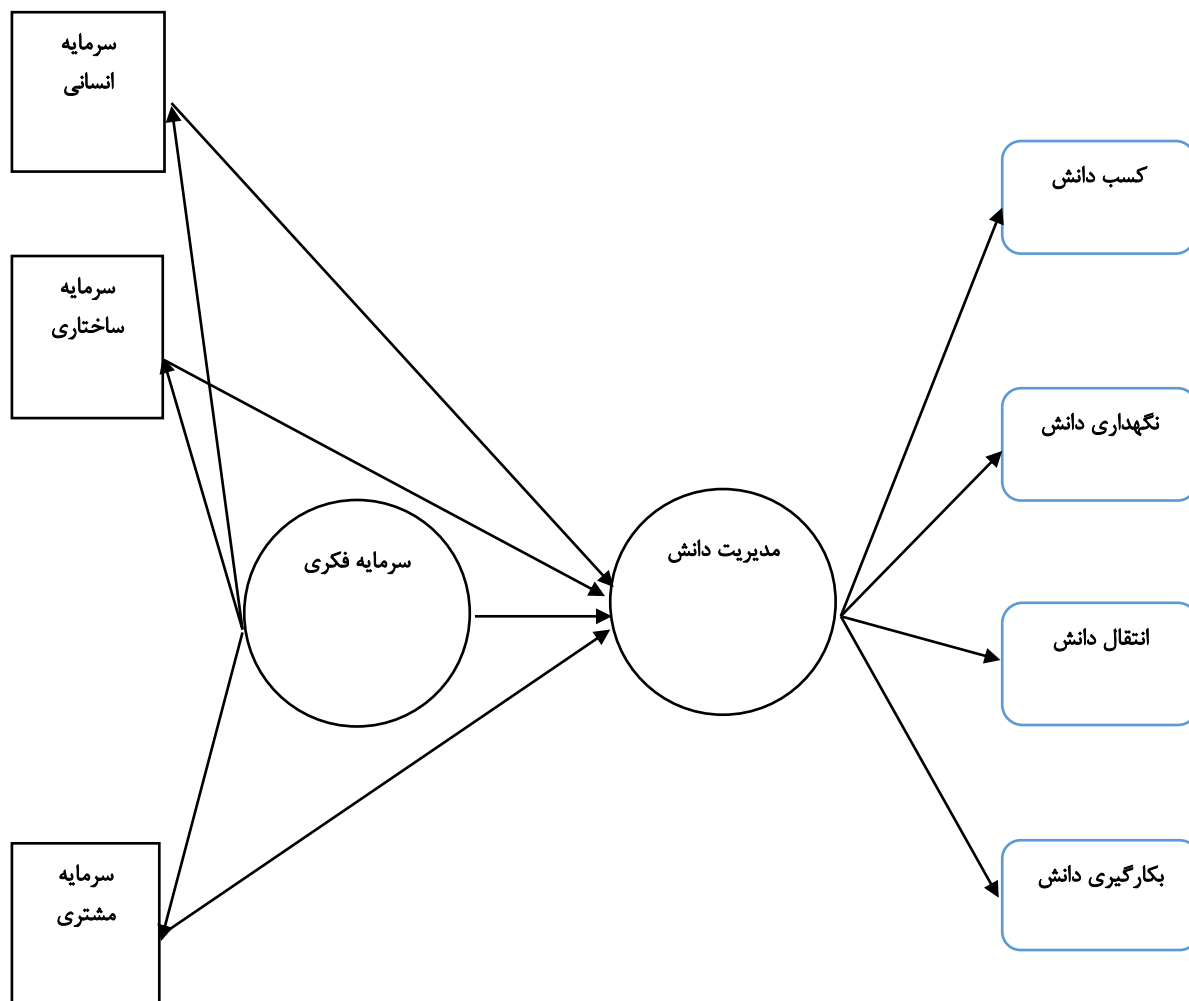 سرمایه
انسانی
کسب دانش
سرمایه
ساختاری
نگهداری دانش
سرمایه فکری
مدیریت دانش
انتقال دانش
سرمایه
مشتری
بکارگیری دانش